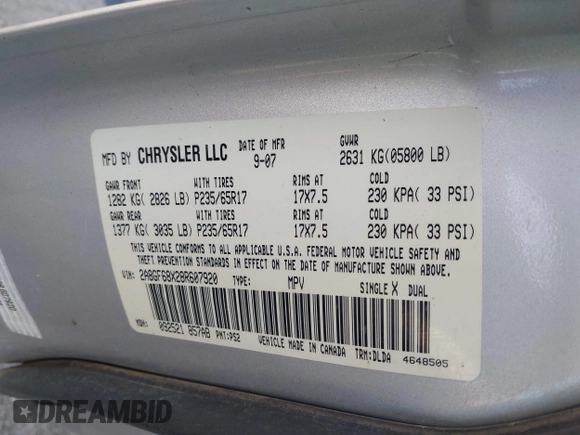 MFD BY CHRYSLER LLC DATE OF MFR 9-07 GVWR 2631 KG(05800 LB)
GAWR FRONT WITH TIRES RIMS AT COLD
1282 KG( 2826 LB) P235/65R17 17X7.5 230 KPA( 33 PSI)
GAWR REAR WITH TIRES RIMS AT COLD
1377 KG( 3035 LB) P235/65R17 17X7.5 230 KPA( 33 PSI)
THIS VEHICLE CONFORMS TO ALL APPLICABLE U.S.A. FEDERAL MOTOR VEHICLE SAFETY AND
THEFT PREVENTION STANDARDS IN EFFECT ON THE DATE OF MANUFACTURE SHOWN ABOVE.
VIN: 2A8GF68X28R607920 TYPE: MPV SINGLE X DUAL
MDH: 092521 857AB PNT:PS2 VEHICLE MADE IN CANADA TRM:DLDA 4648505
DREAMBID